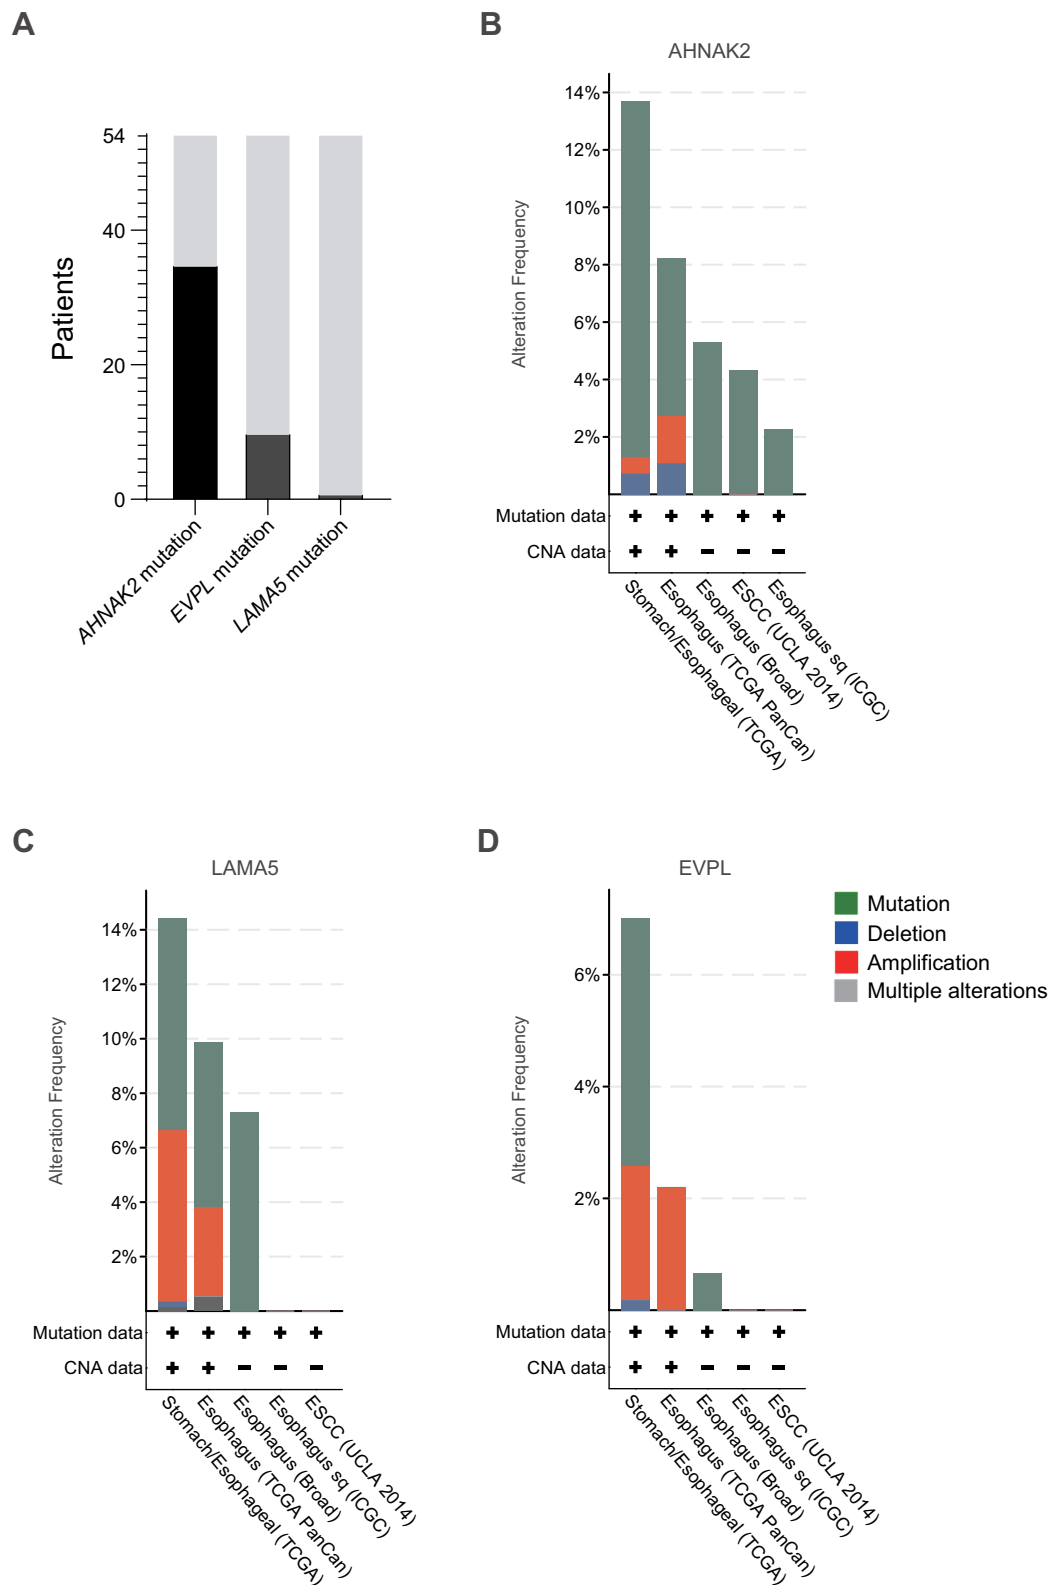 A
54
40
20
0
Patients
AHNAK2 mutation
EVPL mutation
LAMA5 mutation
B
AHNAK2
14%
12%
10%
8%
6%
4%
2%
Alteration Frequency
Mutation data
+ + + + +
CNA data
+ + − − −
Stomach/Esophageal (TCGA)
Esophagus (TCGA PanCan)
Esophagus (Broad)
ESCC (UCLA 2014)
Esophagus sq (ICGC)
C
LAMA5
14%
12%
10%
8%
6%
4%
2%
Alteration Frequency
Mutation data
+ + + + +
CNA data
+ + − − −
Stomach/Esophageal (TCGA)
Esophagus (TCGA PanCan)
Esophagus (Broad)
Esophagus sq (ICGC)
ESCC (UCLA 2014)
D
EVPL
6%
4%
2%
Alteration Frequency
Mutation data
+ + + + +
CNA data
+ + − − −
Stomach/Esophageal (TCGA)
Esophagus (TCGA PanCan)
Esophagus (Broad)
Esophagus sq (ICGC)
ESCC (UCLA 2014)
Mutation
Deletion
Amplification
Multiple alterations